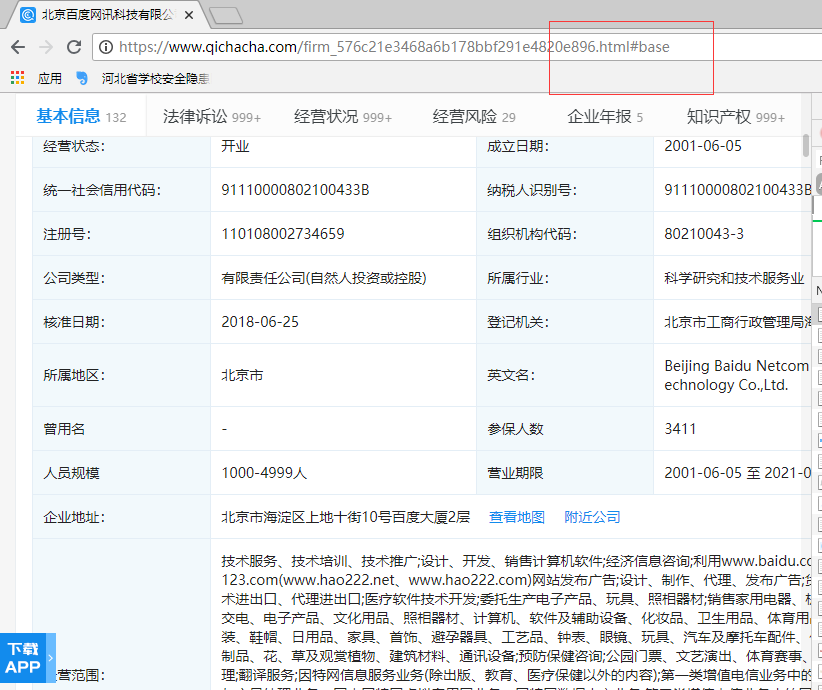 北京百度网讯科技有限公
https://www.qichacha.com/firm_576c21e3468a6b178bbf291e4820e896.html#base
应用 河北省学校安全隐患
基本信息 132 法律诉讼 999+ 经营状况 999+ 经营风险 29 企业年报 5 知识产权 999+
经营状态: 开业 成立日期: 2001-06-05
统一社会信用代码: 91110000802100433B 纳税人识别号: 91110000802100433B
注册号: 110108002734659 组织机构代码: 80210043-3
公司类型: 有限责任公司(自然人投资或控股) 所属行业: 科学研究和技术服务业
核准日期: 2018-06-25 登记机关: 北京市工商行政管理局海
所属地区: 北京市 英文名: Beijing Baidu Netcom
echnology Co.,Ltd.
曾用名 - 参保人数 3411
人员规模 1000-4999人 营业期限 2001-06-05 至 2021-0
企业地址: 北京市海淀区上地十街10号百度大厦2层 查看地图 附近公司
技术服务、技术培训、技术推广;设计、开发、销售计算机软件;经济信息咨询;利用www.baidu.co
123.com(www.hao222.net、www.hao222.com)网站发布广告;设计、制作、代理、发布广告;
术进出口、代理进出口;医疗软件技术开发;委托生产电子产品、玩具、照相器材;销售家用电器、
交电、电子产品、文化用品、照相器材、计算机、软件及辅助设备、化妆品、卫生用品、体育用
装、鞋帽、日用品、家具、首饰、避孕器具、工艺品、钟表、眼镜、玩具、汽车及摩托车配件、
制品、花、草及观赏植物、建筑材料、通讯设备;预防保健咨询;公园门票、文艺演出、体育赛事、
理;翻译服务;因特网信息服务业务(除出版、教育、医疗保健以外的内容);第一类增值电信业务中的
营范围:
下载
APP